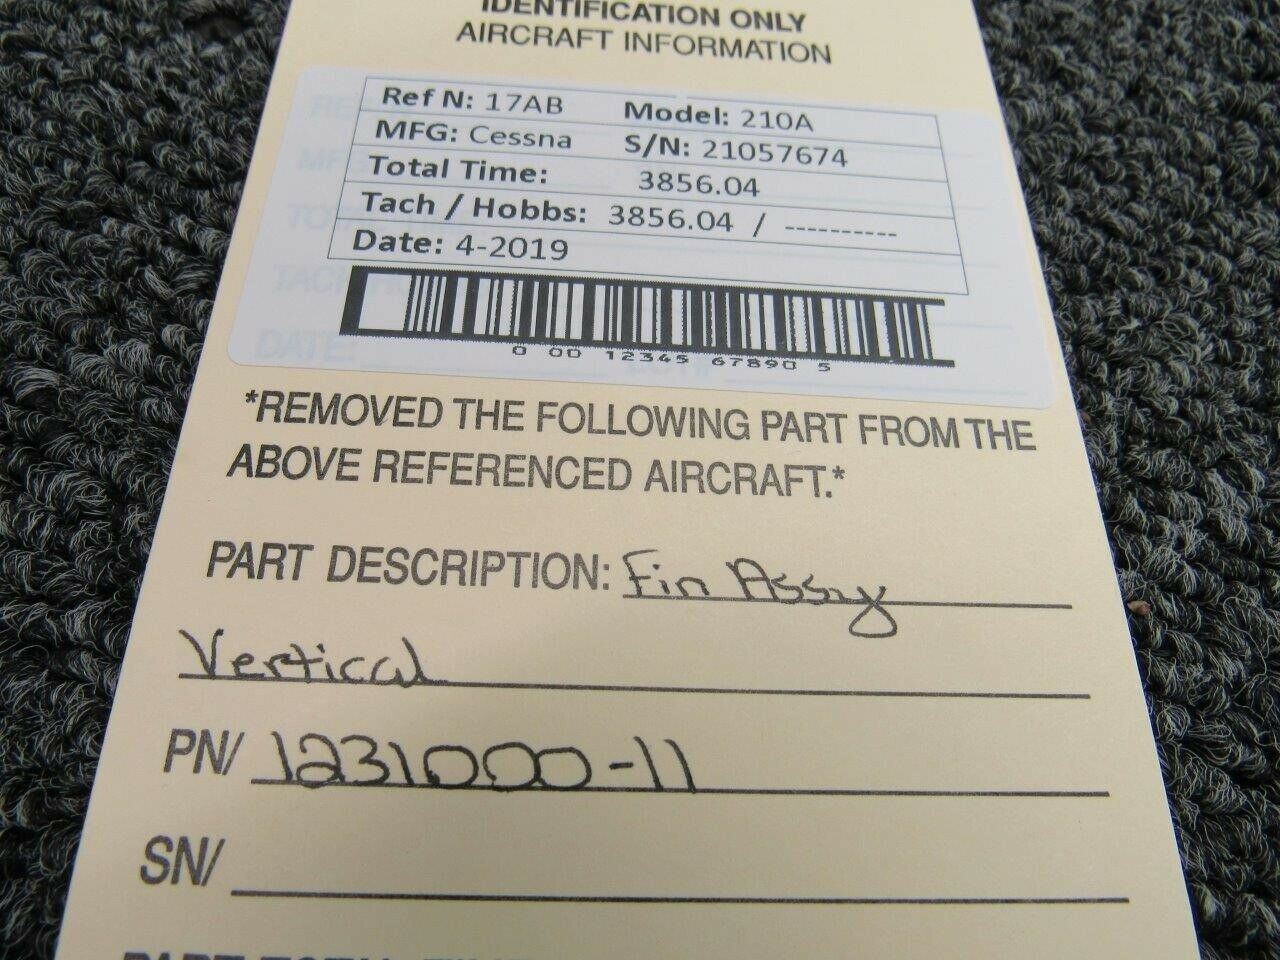 IDENTIFICATION ONLY
AIRCRAFT INFORMATION
Ref N: 17AB Model: 210A
MFG: Cessna S/N: 21057674
Total Time: 3856.04
Tach / Hobbs: 3856.04 / ----------
Date: 4-2019
0 00 12345 67890 5
*REMOVED THE FOLLOWING PART FROM THE
ABOVE REFERENCED AIRCRAFT.*
PART DESCRIPTION: Fin Assy
Vertical
PN/ 1231000-11
SN/